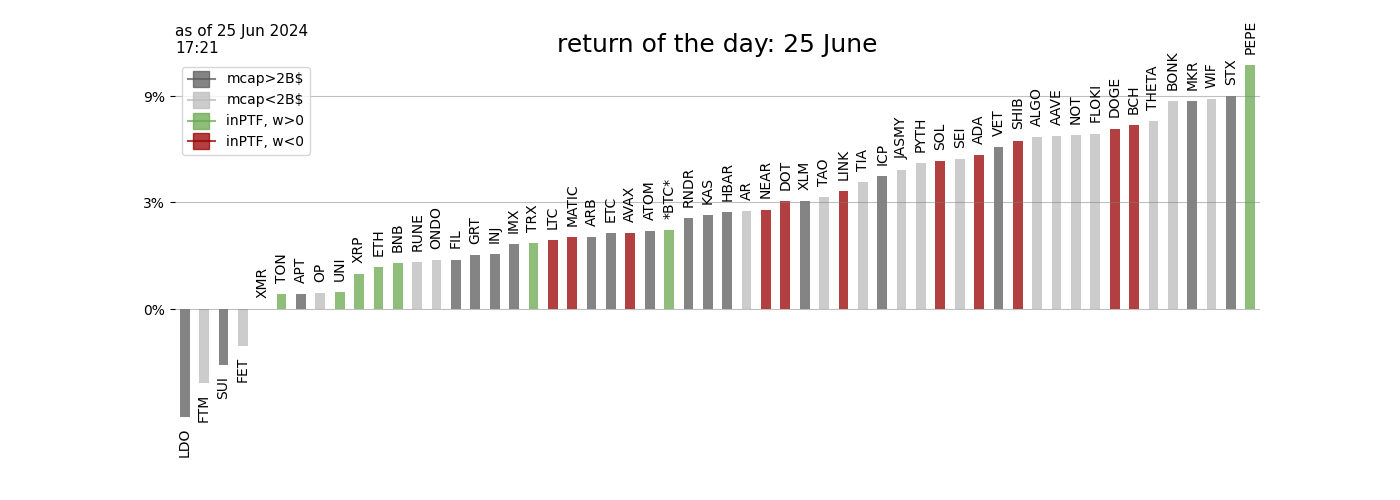 as of 25 Jun 2024
17:21
return of the day: 25 June
mcap>2B$
mcap<2B$
inPTF, w>0
inPTF, w<0
9%
3%
0%
LDO
FTM
SUI
FET
XMR
TON
APT
OP
UNI
XRP
ETH
BNB
RUNE
ONDO
FIL
GRT
INJ
IMX
TRX
LTC
MATIC
ARB
ETC
AVAX
ATOM
*BTC*
RNDR
KAS
HBAR
AR
NEAR
DOT
XLM
TAO
LINK
TIA
ICP
JASMY
PYTH
SOL
SEI
ADA
VET
SHIB
ALGO
AAVE
NOT
FLOKI
DOGE
BCH
THETA
BONK
MKR
WIF
STX
PEPE